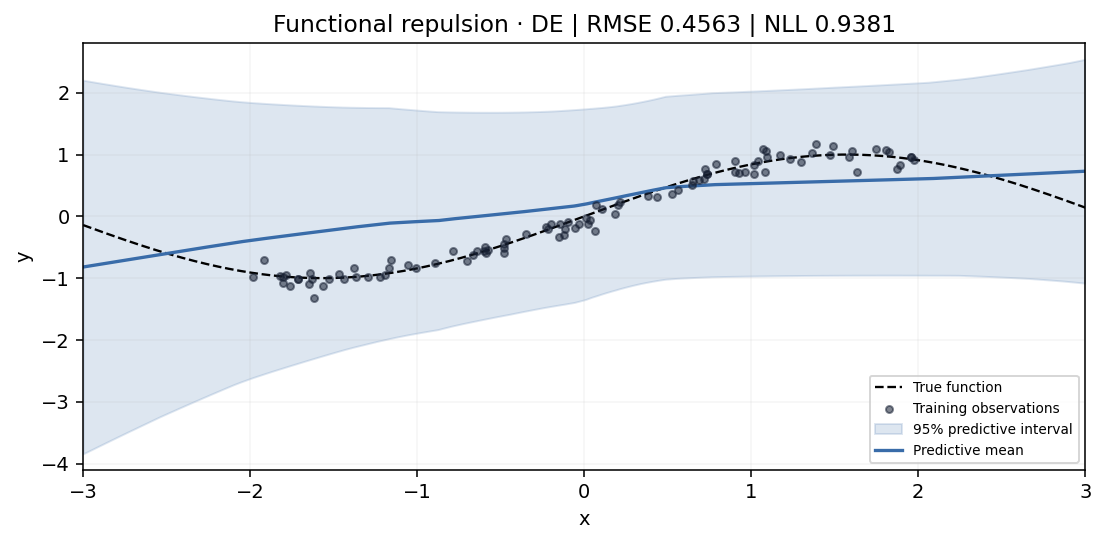 Functional repulsion · DE | RMSE 0.4563 | NLL 0.9381
y
2
1
0
−1
−2
−3
−4
True function
Training observations
95% predictive interval
Predictive mean
−3 −2 −1 0 1 2 3
x